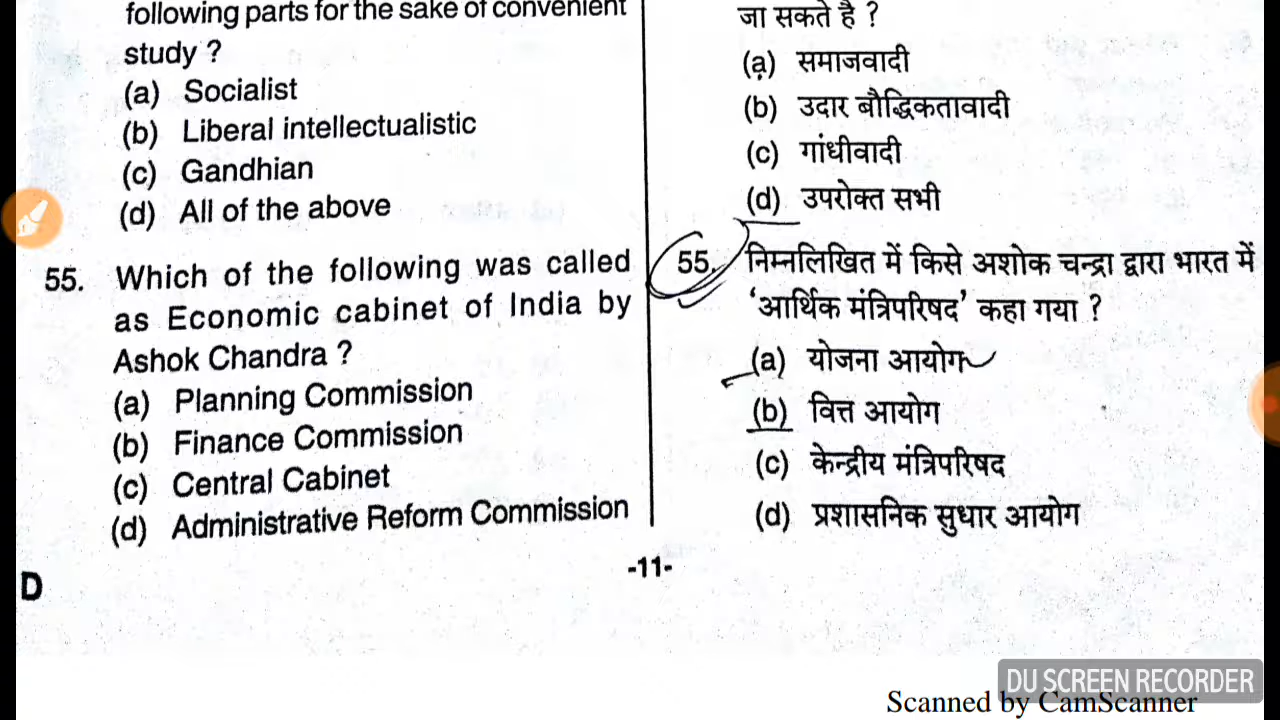 following parts for the sake of convenient
study ?
(a) Socialist
(b) Liberal intellectualistic
(c) Gandhian
(d) All of the above
55. Which of the following was called
as Economic cabinet of India by
Ashok Chandra ?
(a) Planning Commission
(b) Finance Commission
(c) Central Cabinet
(d) Administrative Reform Commission
जा सकते है ?
(a) समाजवादी
(b) उदार बौद्धिकतावादी
(c) गांधीवादी
(d) उपरोक्त सभी
55. निम्नलिखित में किसे अशोक चन्द्रा द्वारा भारत में
‘आर्थिक मंत्रिपरिषद’ कहा गया ?
(a) योजना आयोग
(b) वित्त आयोग
(c) केन्द्रीय मंत्रिपरिषद
(d) प्रशासनिक सुधार आयोग
-11-
D
DU SCREEN RECORDER
Scanned by CamScanner